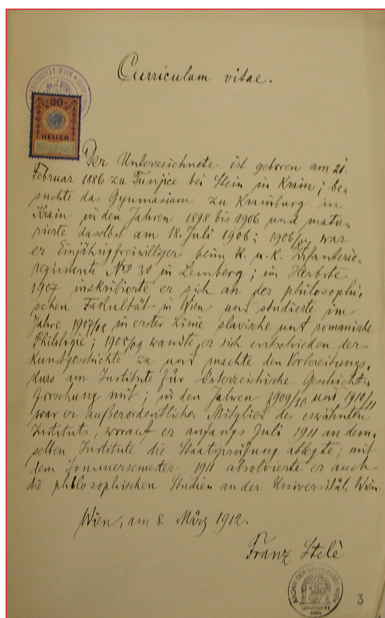 Curriculum vitae.
30
HELLER
Der Unterzeichnete ist geboren am 21.
Februar 1886 zu Tunjice bei Stein in Krain; be-
suchte das Gymnasium zu Krainburg in
Krain in den Jahren 1898 bis 1906 und matu-
rierte daselbst am 18. Juli 1906; 1906/07 war
er Einjährigfreiwilliger beim k. u. k. Infanterie-
regimente No 30 in Lemberg; im Herbste
1907 inskribierte er sich an der philosophi-
schen Fakultät in Wien und studierte im
Jahre 1907/08 in erster Linie slavische und romanische
Philologie; 1908/09 wandte er sich entschieden der
Kunstgeschichte zu und machte den Vorbereitungs-
kurs am Institute für österreichische Geschichts-
forschung mit; in den Jahren 1909/10 und 1910/11
war er außerordentliches Mitglied des erwähnten
Instituts, worauf er anfangs Juli 1911 an dem-
selben Institute die Staatsprüfung ablegte; mit
dem Sommersemester 1911 absolvierte er auch
die philosophischen Studien an der Universität Wien.
Wien, am 8. März 1912.
Franz Stelè
ARCHIV DER UNIVERSITÄT WIEN
3